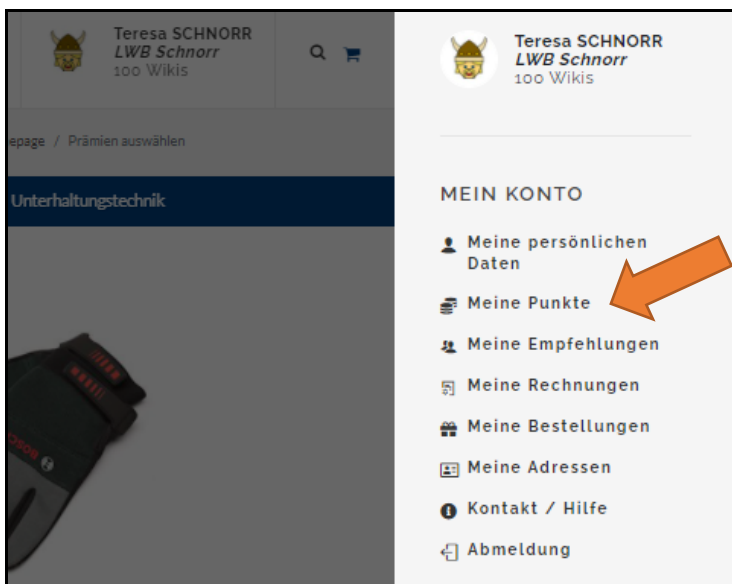 Teresa SCHNORR
LWB Schnorr
100 Wikis
epage / Prämien auswählen
Unterhaltungstechnik
BOSCH
Teresa SCHNORR
LWB Schnorr
100 Wikis
MEIN KONTO
Meine persönlichen
Daten
Meine Punkte
Meine Empfehlungen
Meine Rechnungen
Meine Bestellungen
Meine Adressen
Kontakt / Hilfe
Abmeldung